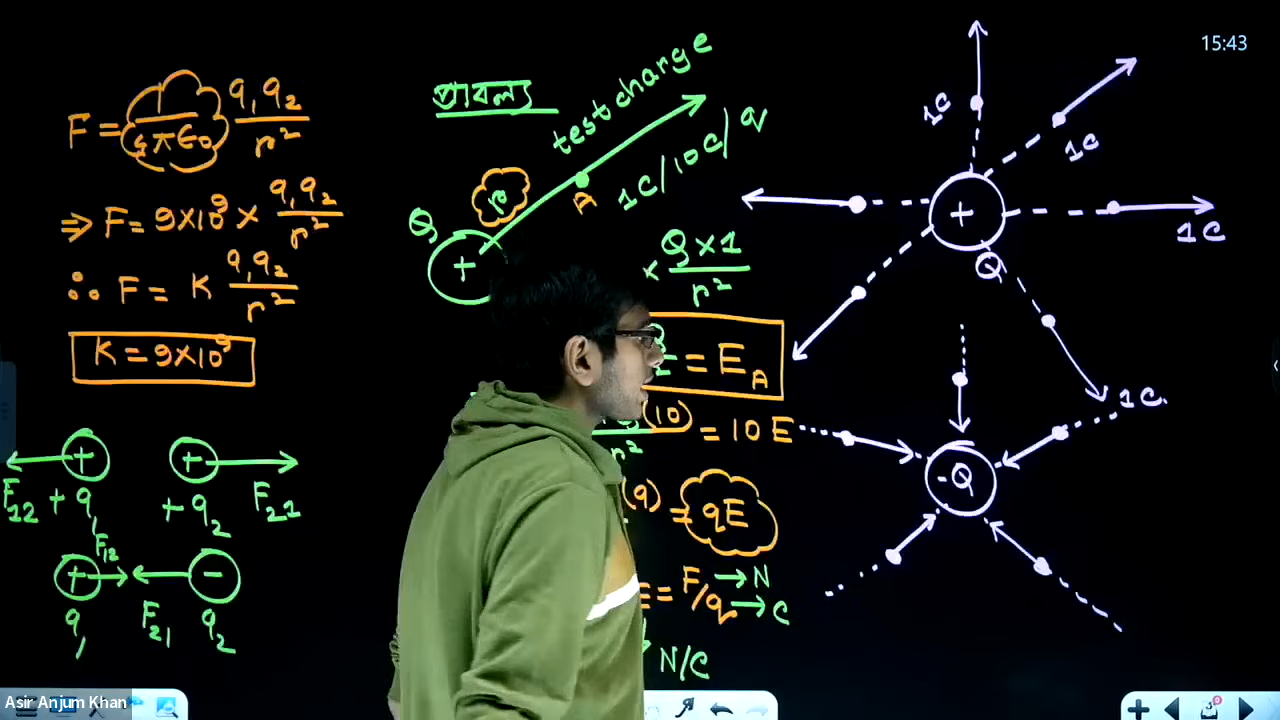 15:43
F = 1/4πϵ₀ q₁q₂/r²
⇒ F = 9×10⁹ × q₁q₂/r²
∴ F = K q₁q₂/r²
K = 9×10⁹
+ +
F₁₂ +q₁ +q₂ F₂₁
+ F₁₂ −
q₁ F₂₁ q₂
প্রাবল্য
test charge
Q + r A
1C/10C/q
× Q×1/r²
= E_A
(10)/r² = 10E
(q) = qE
E = F/q → N
→ C
N/C
1C
1C
+
1C
Q
1C
-Q
Asir Anjum Khan